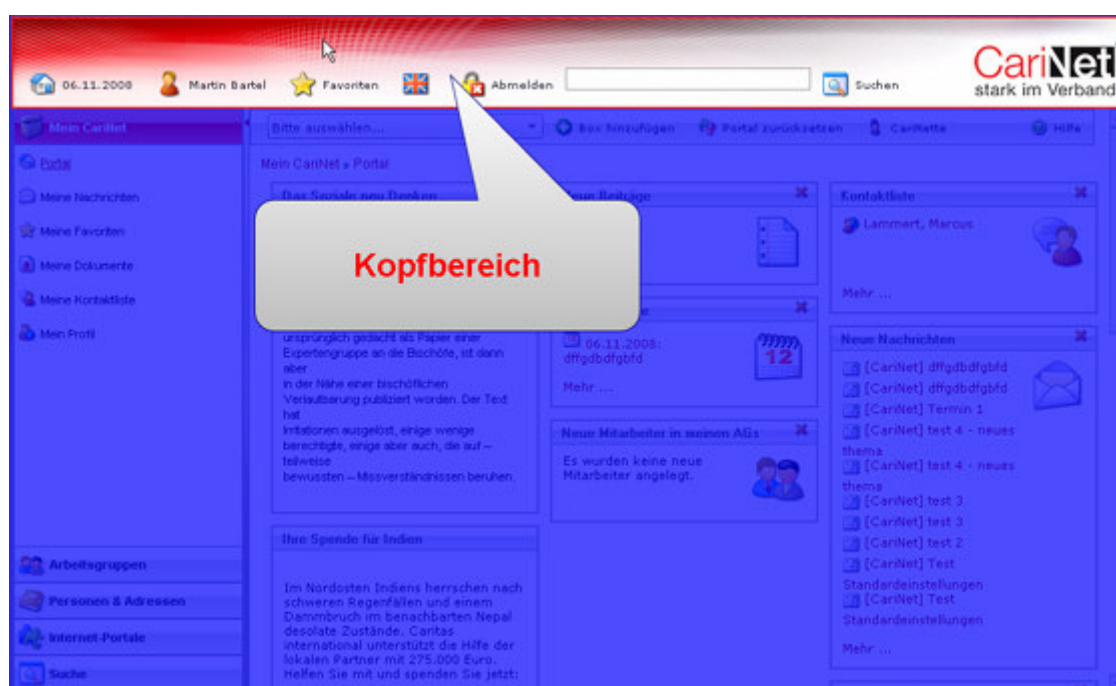 06.11.2008 Martin Bartel Favoriten Abmelden Suchen
CariNet
stark im Verband
Mein CariNet
Bitte auswählen... Box hinzufügen Portal zurücksetzen CariNette Hilfe
Portal
Mein CariNet » Portal
Meine Nachrichten
Meine Favoriten
Meine Dokumente
Meine Kontaktliste
Mein Profil
Arbeitsgruppen
Personen & Adressen
Internet-Portale
Suche
Kopfbereich
Das Soziale neu Denken
ursprünglich gedacht als Papier einer
Expertengruppe an die Bischöfe, ist dann
aber
in der Nähe einer bischöflichen
Verlautbarung publiziert worden. Der Text
hat
Irritationen ausgelöst, einige wenige
berechtigte, einige aber auch, die auf –
teilweise
bewussten – Missverständnissen beruhen.
Ihre Spende für Indien
Im Nordosten Indiens herrschen nach
schweren Regenfällen und einem
Dammbruch im benachbarten Nepal
desolate Zustände. Caritas
international unterstützt die Hilfe der
lokalen Partner mit 275.000 Euro.
Helfen Sie mit und spenden Sie jetzt:
Neue Beiträge
06.11.2008:
dffgdbdfgbfd
12
Mehr ...
Neue Mitarbeiter in meinen AGs
Es wurden keine neue
Mitarbeiter angelegt.
Kontaktliste
Lammert, Marcus
Mehr ...
Neue Nachrichten
[CariNet] dffgdbdfgbfd
[CariNet] dffgdbdfgbfd
[CariNet] Termin 1
[CariNet] test 4 - neues
thema
[CariNet] test 4 - neues
thema
[CariNet] test 3
[CariNet] test 3
[CariNet] test 2
[CariNet] Test
Standardeinstellungen
[CariNet] Test
Standardeinstellungen
Mehr ...